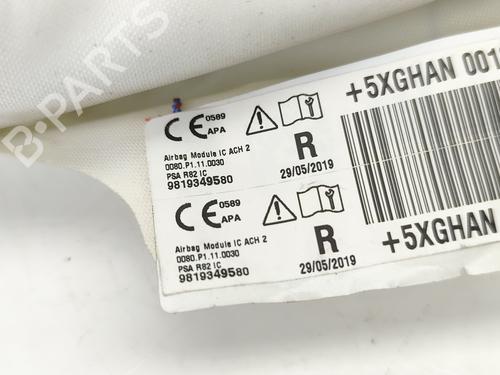 B-PARTS
CE 0589
APA
R
29/05/2019
+5XGHAN 001
Airbag Module IC ACH 2
0080.P1.11.0030
PSA R82 IC
9819349580
CE 0589
APA
R
29/05/2019
+5XGHAN
Airbag Module IC ACH 2
0080.P1.11.0030
PSA R82 IC
9819349580